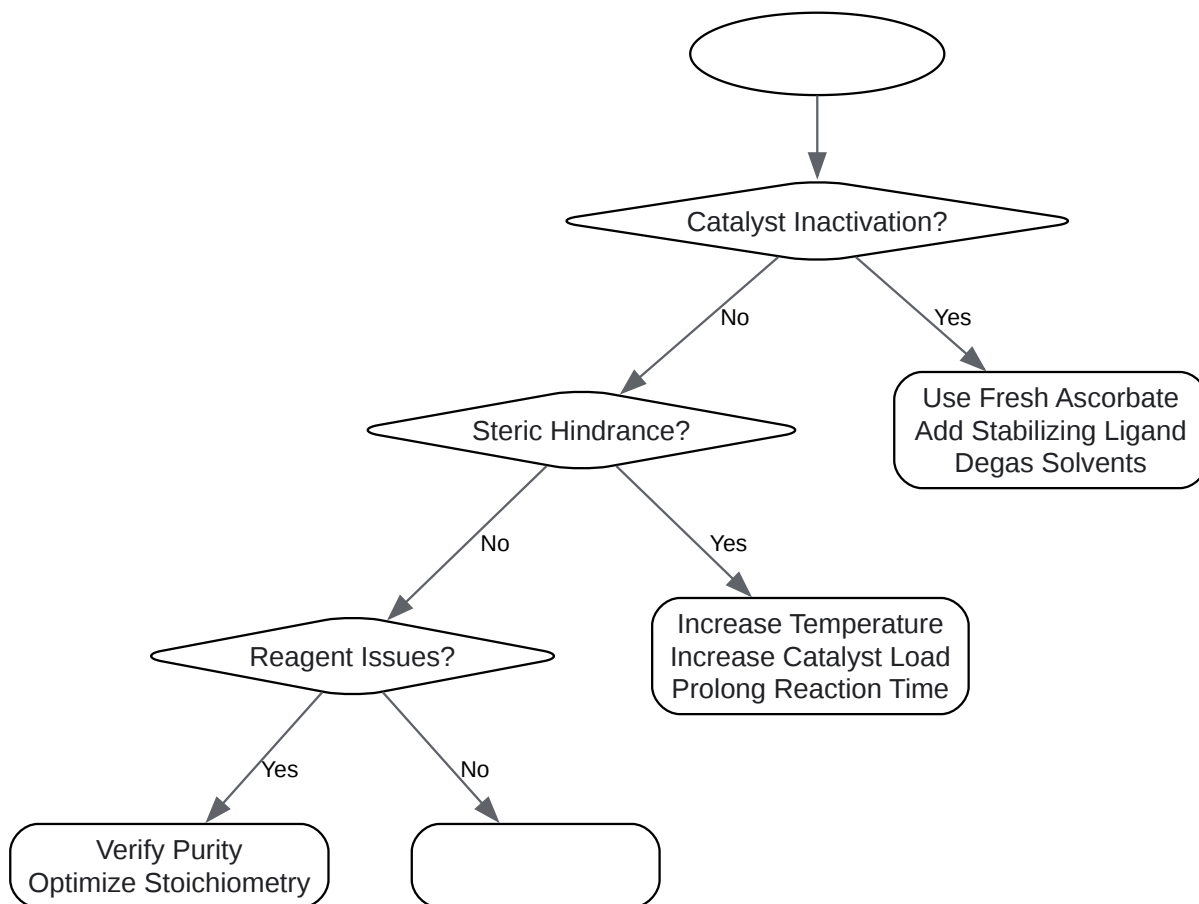 Catalyst Inactivation?
No
Yes
Use Fresh Ascorbate
Add Stabilizing Ligand
Degas Solvents
Steric Hindrance?
No
Yes
Increase Temperature
Increase Catalyst Load
Prolong Reaction Time
Reagent Issues?
Yes
No
Verify Purity
Optimize Stoichiometry